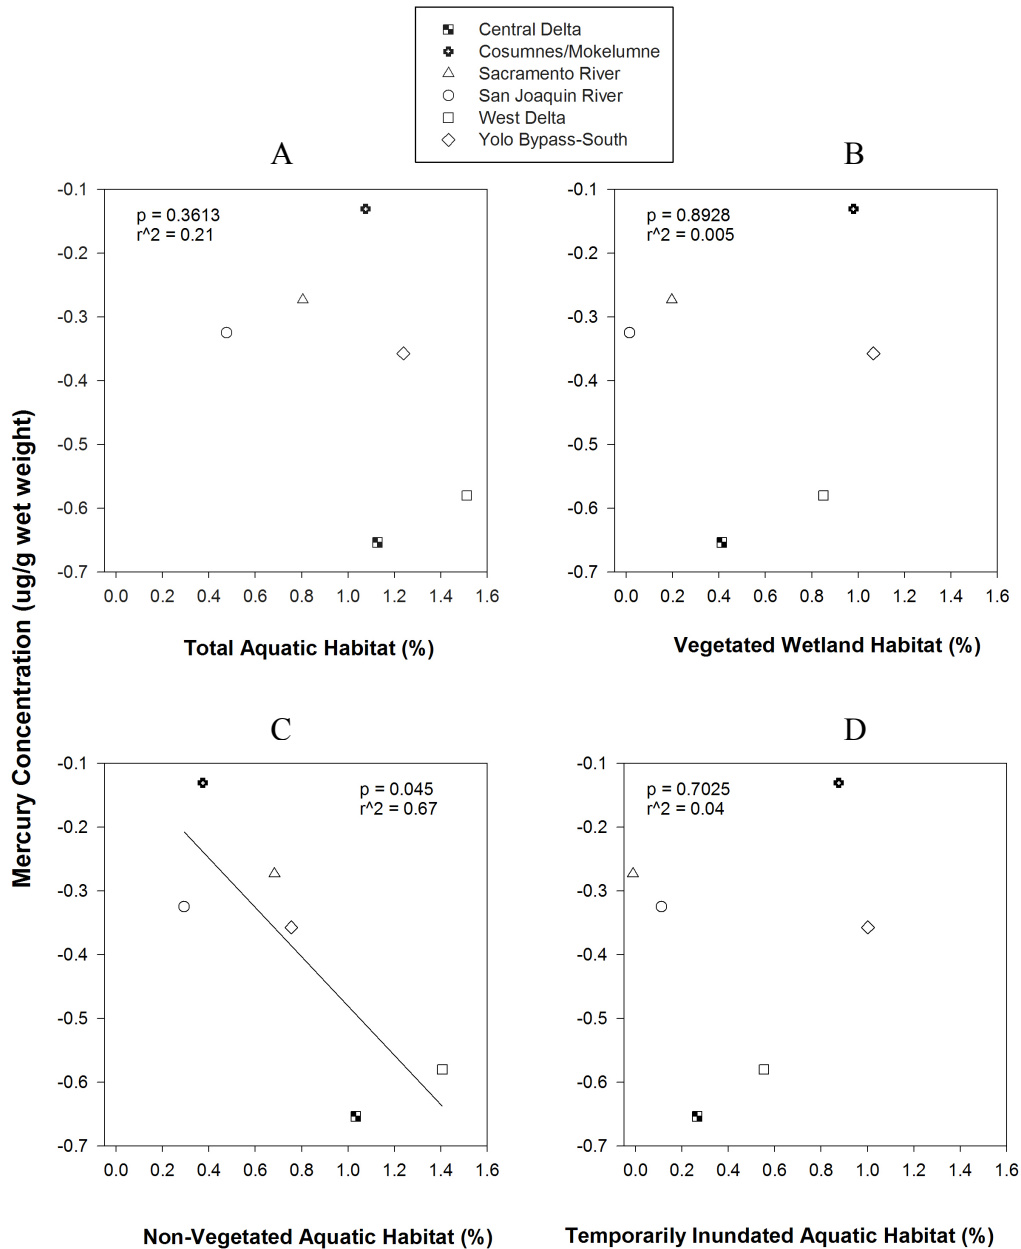 Central Delta
Cosumnes/Mokelumne
Sacramento River
San Joaquin River
West Delta
Yolo Bypass-South
Mercury Concentration (ug/g wet weight)
A
p = 0.3613
r^2 = 0.21
-0.1
-0.2
-0.3
-0.4
-0.5
-0.6
-0.7
0.0 0.2 0.4 0.6 0.8 1.0 1.2 1.4 1.6
Total Aquatic Habitat (%)
B
p = 0.8928
r^2 = 0.005
-0.1
-0.2
-0.3
-0.4
-0.5
-0.6
-0.7
0.0 0.2 0.4 0.6 0.8 1.0 1.2 1.4 1.6
Vegetated Wetland Habitat (%)
C
p = 0.045
r^2 = 0.67
-0.1
-0.2
-0.3
-0.4
-0.5
-0.6
-0.7
0.0 0.2 0.4 0.6 0.8 1.0 1.2 1.4 1.6
Non-Vegetated Aquatic Habitat (%)
D
p = 0.7025
r^2 = 0.04
-0.1
-0.2
-0.3
-0.4
-0.5
-0.6
-0.7
0.0 0.2 0.4 0.6 0.8 1.0 1.2 1.4 1.6
Temporarily Inundated Aquatic Habitat (%)